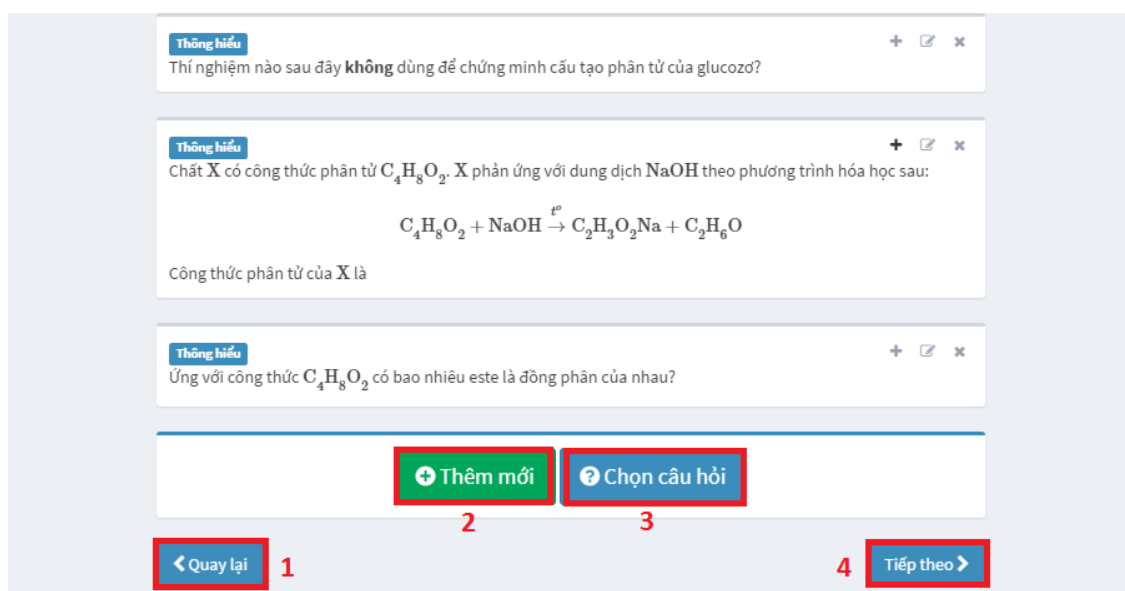 Thông hiểu
Thí nghiệm nào sau đây không dùng để chứng minh cấu tạo phân tử của glucozơ?
Thông hiểu
Chất X có công thức phân tử C₄H₈O₂. X phản ứng với dung dịch NaOH theo phương trình hóa học sau:
C₄H₈O₂ + NaOH →^{t^o} C₂H₃O₂Na + C₂H₆O
Công thức phân tử của X là
Thông hiểu
Ứng với công thức C₄H₈O₂ có bao nhiêu este là đồng phân của nhau?
Thêm mới Chọn câu hỏi
2 3
Quay lại 1 4 Tiếp theo